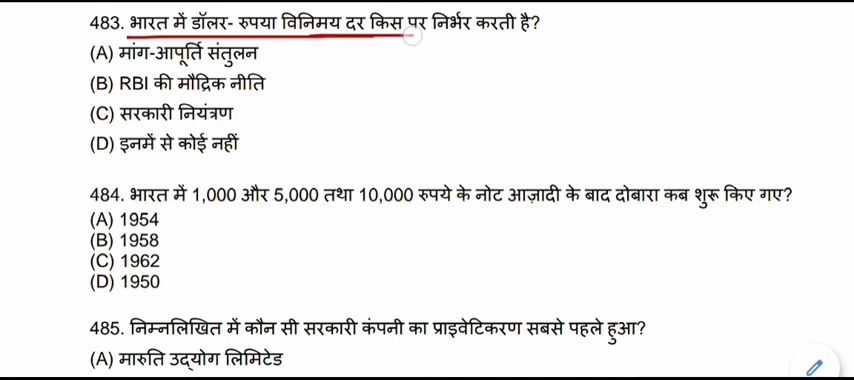 483. भारत में डॉलर- रुपया विनिमय दर किस पर निर्भर करती है?
(A) मांग-आपूर्ति संतुलन
(B) RBI की मौद्रिक नीति
(C) सरकारी नियंत्रण
(D) इनमें से कोई नहीं
484. भारत में 1,000 और 5,000 तथा 10,000 रुपये के नोट आज़ादी के बाद दोबारा कब शुरू किए गए?
(A) 1954
(B) 1958
(C) 1962
(D) 1950
485. निम्नलिखित में कौन सी सरकारी कंपनी का प्राइवेटिकरण सबसे पहले हुआ?
(A) मारुति उद्योग लिमिटेड